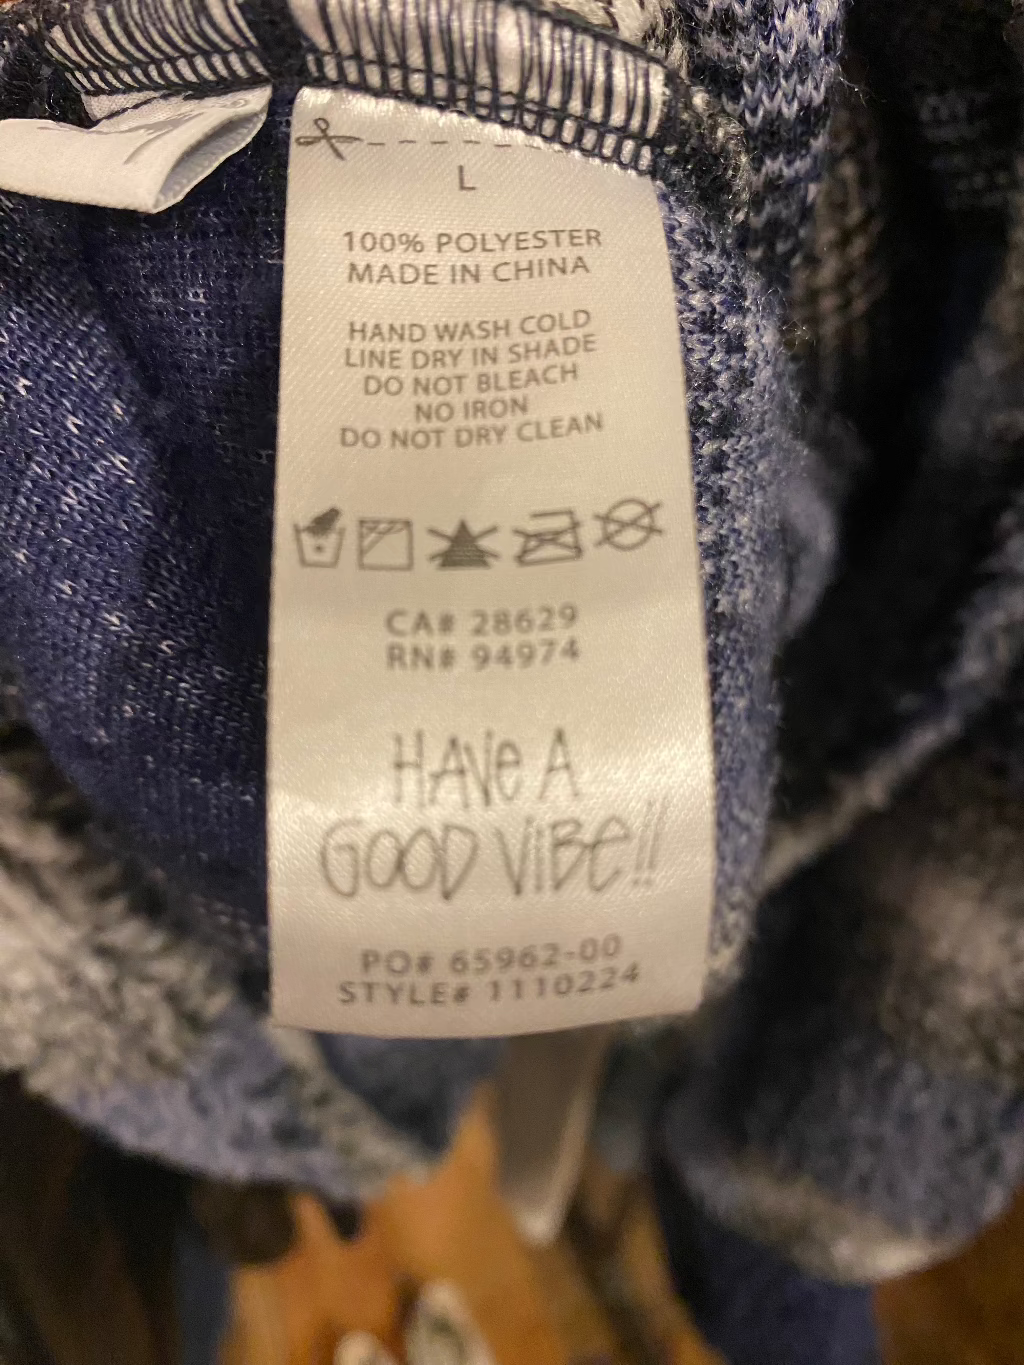 L
100% POLYESTER
MADE IN CHINA
HAND WASH COLD
LINE DRY IN SHADE
DO NOT BLEACH
NO IRON
DO NOT DRY CLEAN
CA# 28629
RN# 94974
HAVe A
GOOD ViBe!!
PO# 65962-00
STYLE# 1110224